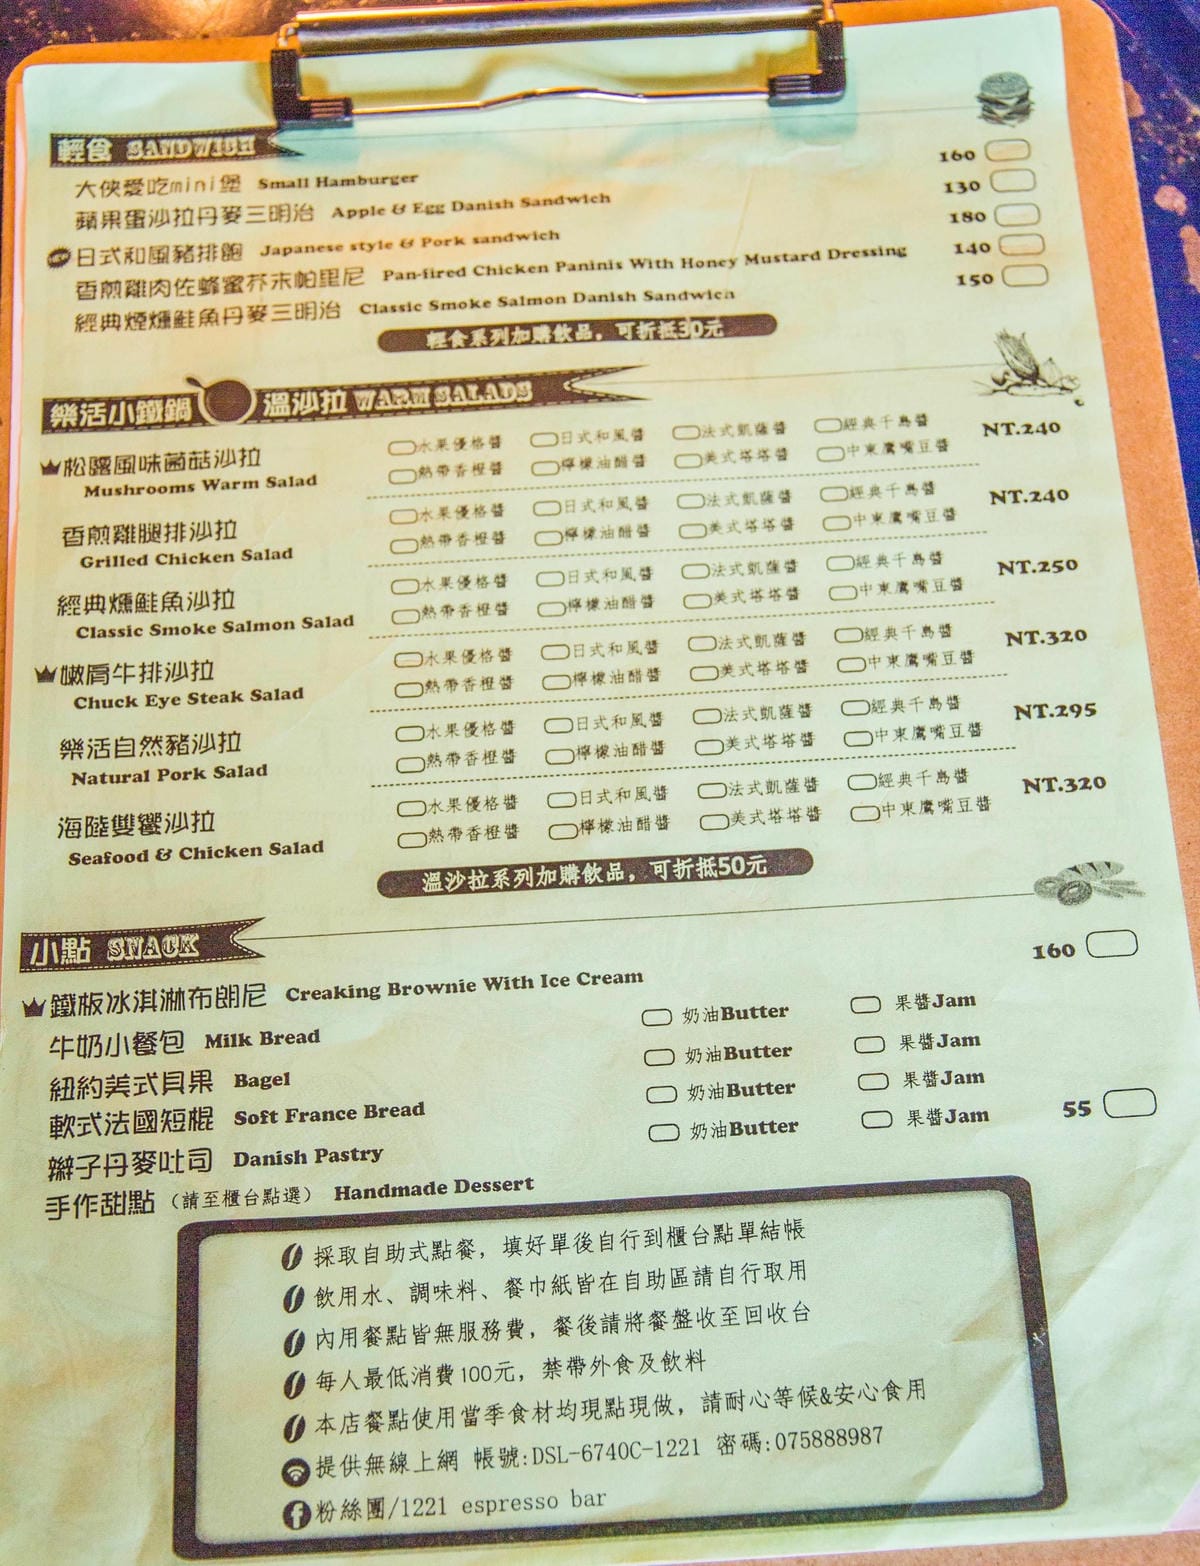 輕食 SANDWISH
大俠愛吃mini堡 Small Hamburger 160
蘋果蛋沙拉丹麥三明治 Apple & Egg Danish Sandwich 130
NEW 日式和風豬排飽 Japanese style & Pork sandwich 180
香煎雞肉佐蜂蜜芥末帕里尼 Pan-fired Chicken Paninis With Honey Mustard Dressing 140
經典煙燻鮭魚丹麥三明治 Classic Smoke Salmon Danish Sandwich 150
輕食系列加購飲品，可折抵30元
樂活小鐵鍋 溫沙拉 WARM SALADS
松露風味菌菇沙拉 水果優格醬 日式和風醬 法式凱薩醬 經典千島醬 NT.240
Mushrooms Warm Salad 熱帶香橙醬 檸檬油醋醬 美式塔塔醬 中東鷹嘴豆醬
香煎雞腿排沙拉 水果優格醬 日式和風醬 法式凱薩醬 經典千島醬 NT.240
Grilled Chicken Salad 熱帶香橙醬 檸檬油醋醬 美式塔塔醬 中東鷹嘴豆醬
經典燻鮭魚沙拉 水果優格醬 日式和風醬 法式凱薩醬 經典千島醬 NT.250
Classic Smoke Salmon Salad 熱帶香橙醬 檸檬油醋醬 美式塔塔醬 中東鷹嘴豆醬
嫩肩牛排沙拉 水果優格醬 日式和風醬 法式凱薩醬 經典千島醬 NT.320
Chuck Eye Steak Salad 熱帶香橙醬 檸檬油醋醬 美式塔塔醬 中東鷹嘴豆醬
樂活自然豬沙拉 水果優格醬 日式和風醬 法式凱薩醬 經典千島醬 NT.295
Natural Pork Salad 熱帶香橙醬 檸檬油醋醬 美式塔塔醬 中東鷹嘴豆醬
海陸雙饗沙拉 水果優格醬 日式和風醬 法式凱薩醬 經典千島醬 NT.320
Seafood & Chicken Salad 熱帶香橙醬 檸檬油醋醬 美式塔塔醬 中東鷹嘴豆醬
溫沙拉系列加購飲品，可折抵50元
小點 SNACK
鐵板冰淇淋布朗尼 Creaking Brownie With Ice Cream 160
牛奶小餐包 Milk Bread 奶油Butter 果醬Jam
紐約美式貝果 Bagel 奶油Butter 果醬Jam
軟式法國短棍 Soft France Bread 奶油Butter 果醬Jam
辮子丹麥吐司 Danish Pastry 奶油Butter 果醬Jam 55
手作甜點（請至櫃台點選） Handmade Dessert
採取自助式點餐，填好單後自行到櫃台點單結帳
飲用水、調味料、餐巾紙皆在自助區請自行取用
內用餐點皆無服務費，餐後請將餐盤收至回收台
每人最低消費100元，禁帶外食及飲料
本店餐點使用當季食材均現點現做，請耐心等候&安心食用
提供無線上網 帳號:DSL-6740C-1221 密碼:075888987
粉絲團/1221 espresso bar